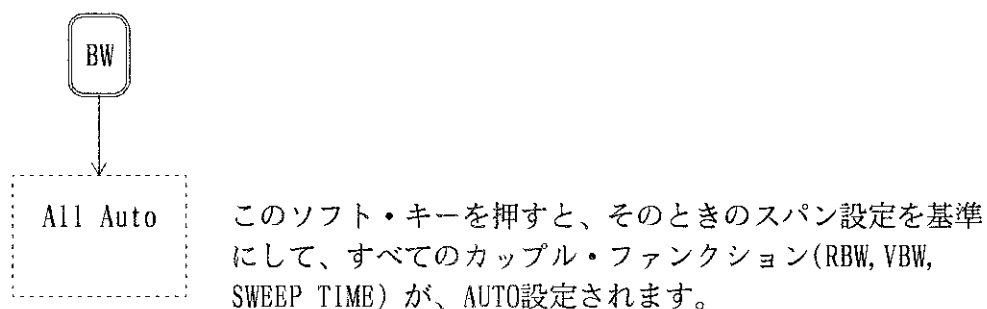 BW
All Auto
このソフト・キーを押すと、そのときのスパン設定を基準
にして、すべてのカップル・ファンクション(RBW, VBW,
SWEEP TIME) が、AUTO設定されます。